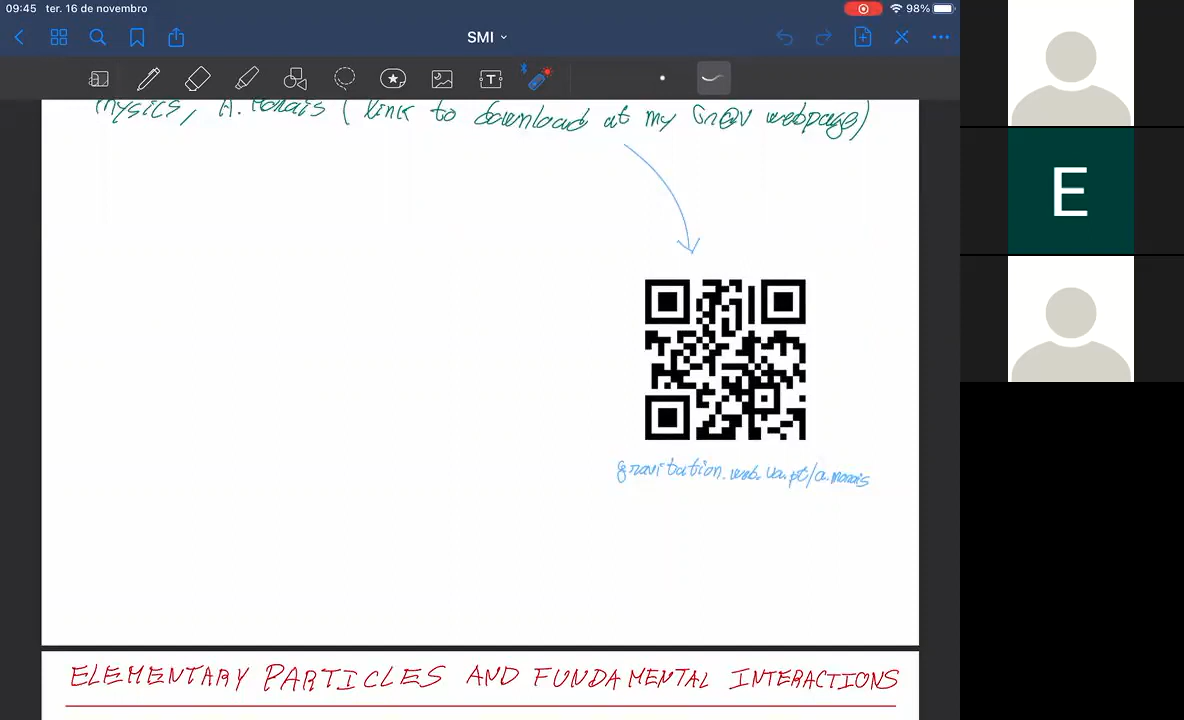 09:45 ter. 16 de novembro
98%
SMI
T
Physics, A. Morais (link to download at my Gr@v webpage)
gravitation.web.ua.pt/a.morais
ELEMENTARY PARTICLES AND FUNDAMENTAL INTERACTIONS
E